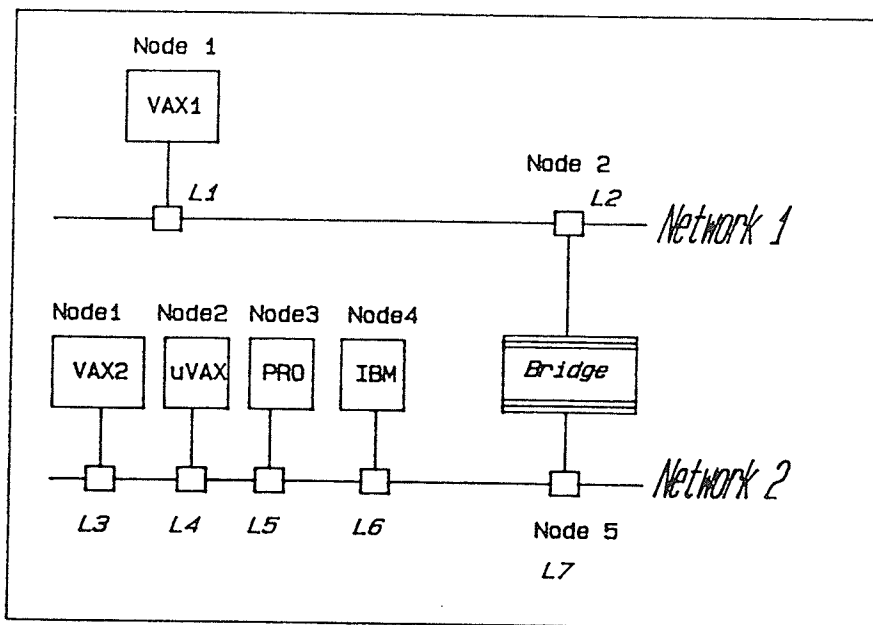 Node 1
VAX1
Node 2
L1
L2
Network 1
Node1 Node2 Node3 Node4
VAX2 uVAX PRO IBM
Bridge
Network 2
L3 L4 L5 L6
Node 5
L7